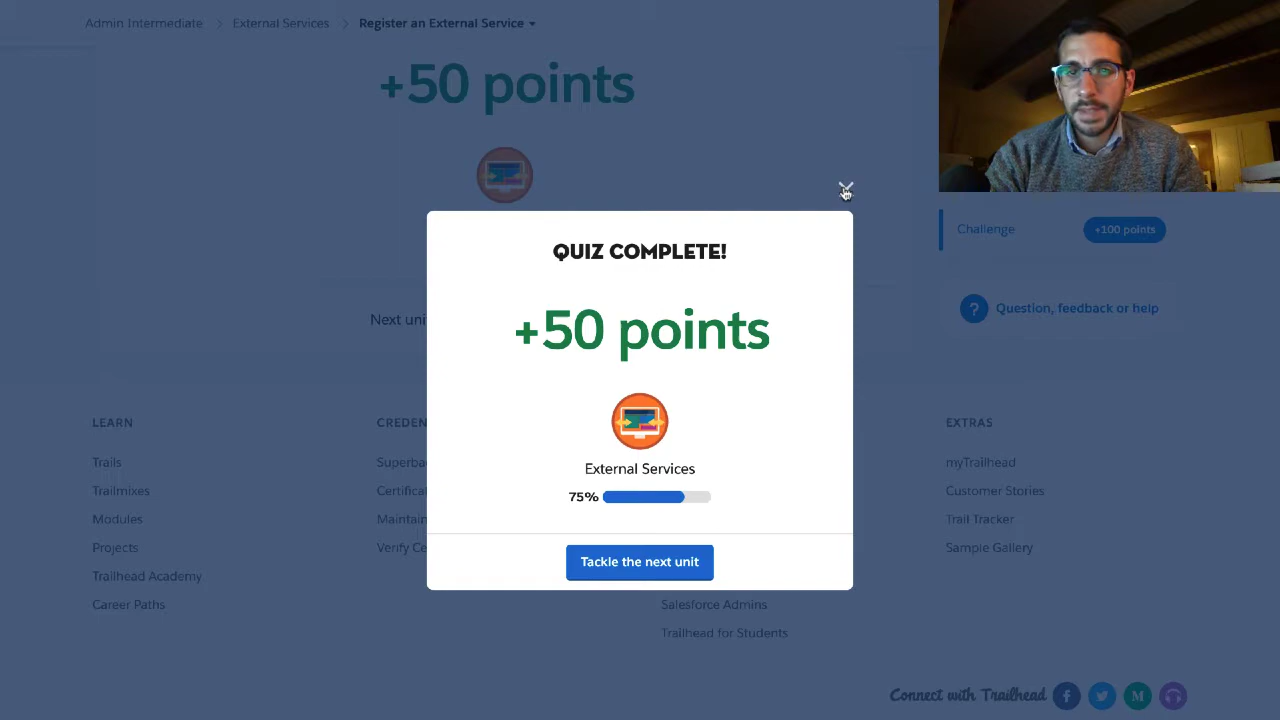 Admin Intermediate > External Services > Register an External Service
+50 points
Challenge
+100 points
? Question, feedback or help
Next uni
QUIZ COMPLETE!
+50 points
External Services
75%
Tackle the next unit
LEARN
Trails
Trailmixes
Modules
Projects
Trailhead Academy
Career Paths
CREDEN
Superba
Certifica
Maintain
Verify Ce
Salesforce Admins
Trailhead for Students
EXTRAS
myTrailhead
Customer Stories
Trail Tracker
Sample Gallery
Connect with Trailhead